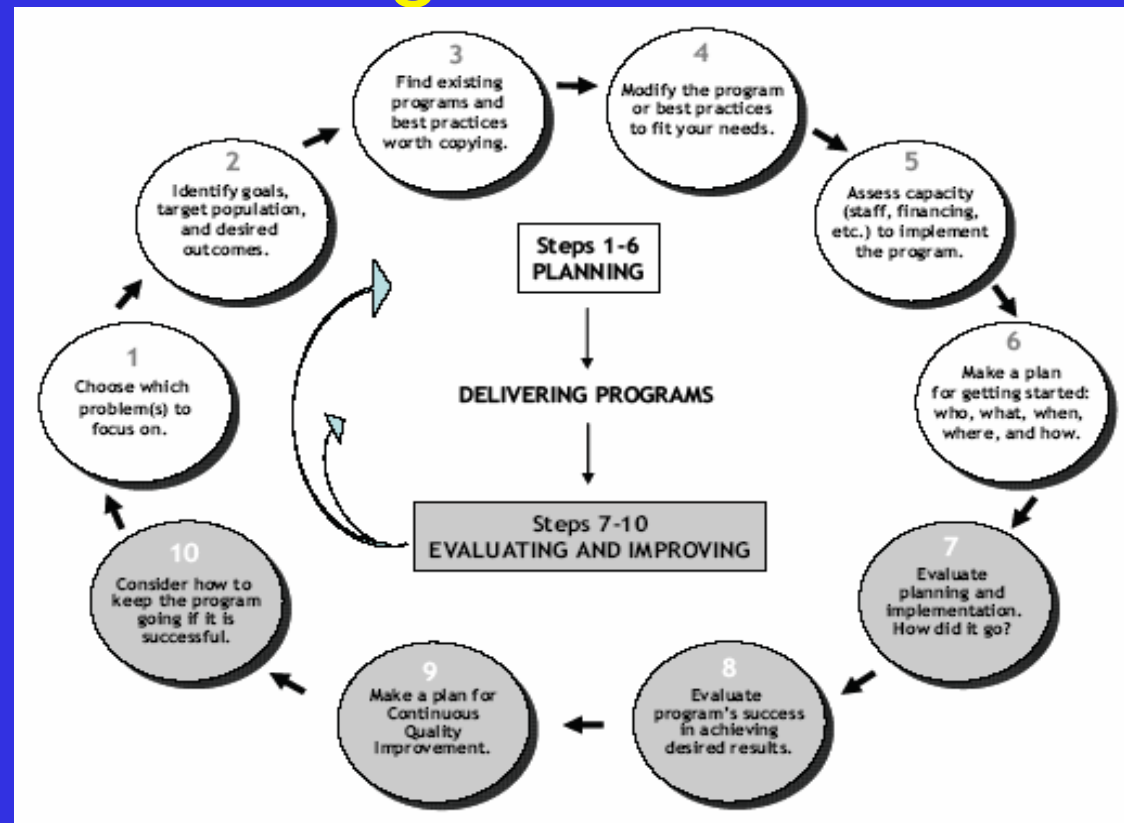 1
Choose which
problem(s) to
focus on.
2
Identify goals,
target population,
and desired
outcomes.
3
Find existing
programs and
best practices
worth copying.
4
Modify the program
or best practices
to fit your needs.
5
Assess capacity
(staff, financing,
etc.) to implement
the program.
6
Make a plan
for getting started:
who, what, when,
where, and how.
7
Evaluate
planning and
implementation.
How did it go?
8
Evaluate
program's success
in achieving
desired results.
9
Make a plan for
Continuous
Quality
Improvement.
10
Consider how to
keep the program
going if it is
successful.
Steps 1-6
PLANNING
DELIVERING PROGRAMS
Steps 7-10
EVALUATING AND IMPROVING